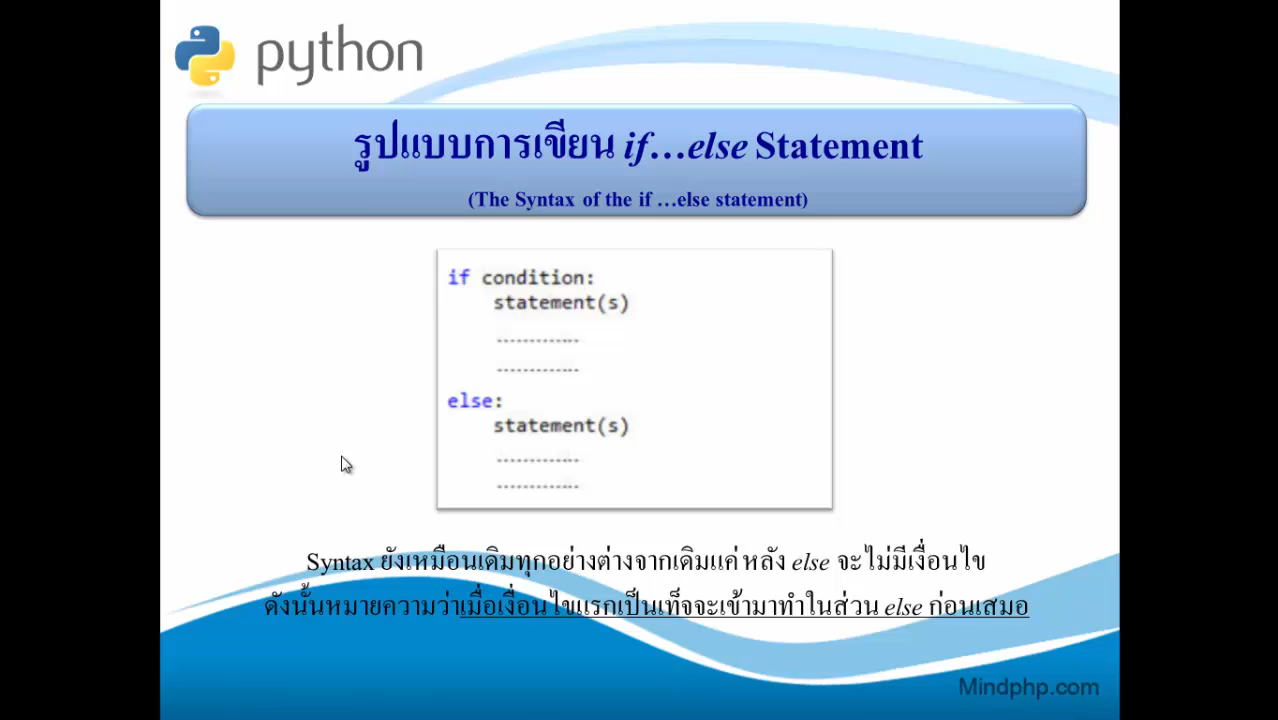 python
รูปแบบการเขียน if...else Statement
(The Syntax of the if ...else statement)
if condition:
statement(s)
.............
.............
else:
statement(s)
.............
.............
Syntax ยังเหมือนเดิมทุกอย่างต่างจากเดิมแค่หลัง else จะไม่มีเงื่อนไข
ดังนั้นหมายความว่าเมื่อเงื่อนไขแรกเป็นเท็จจะเข้ามาทำในส่วน else ก่อนเสมอ
Mindphp.com